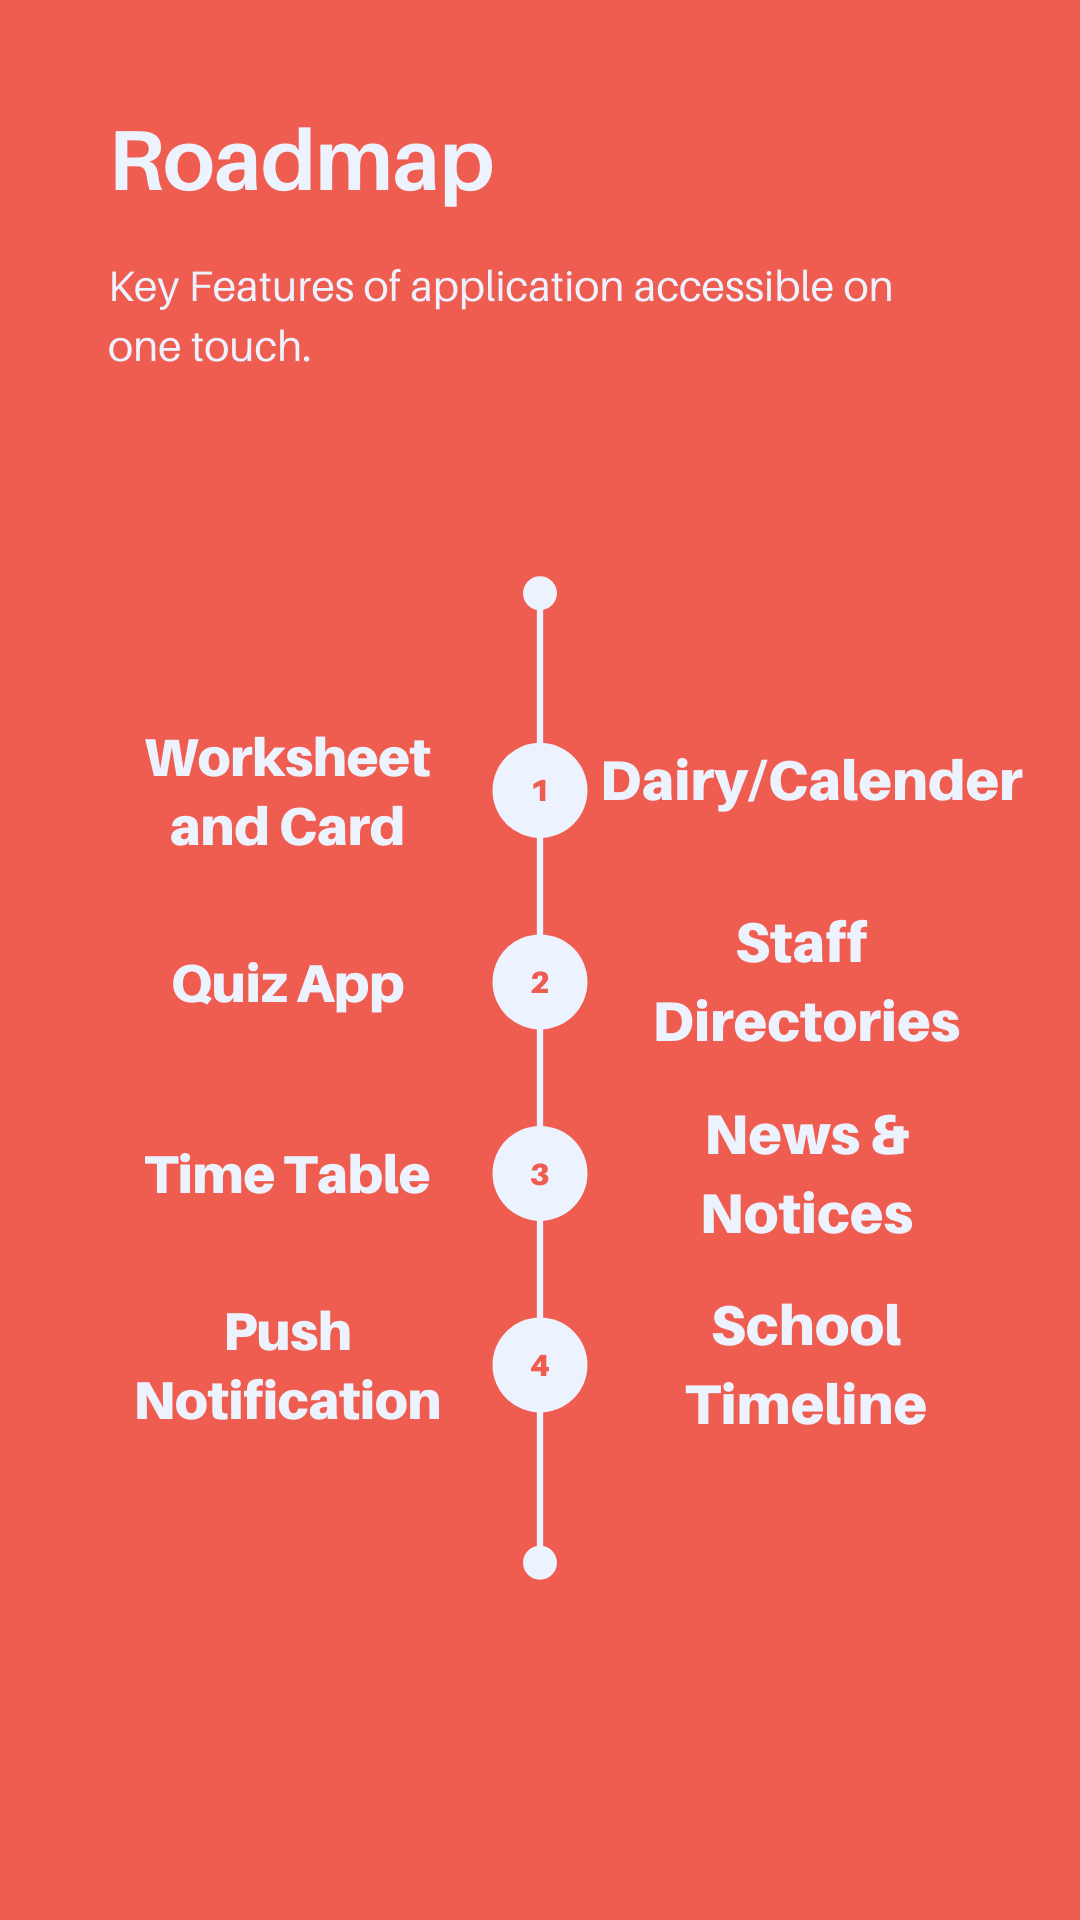 Roadmap
Key Features of application accessible on
one touch.
Worksheet
and Card
1
Dairy/Calender
Quiz App
2
Staff
Directories
Time Table
3
News &
Notices
Push
Notification
4
School
Timeline